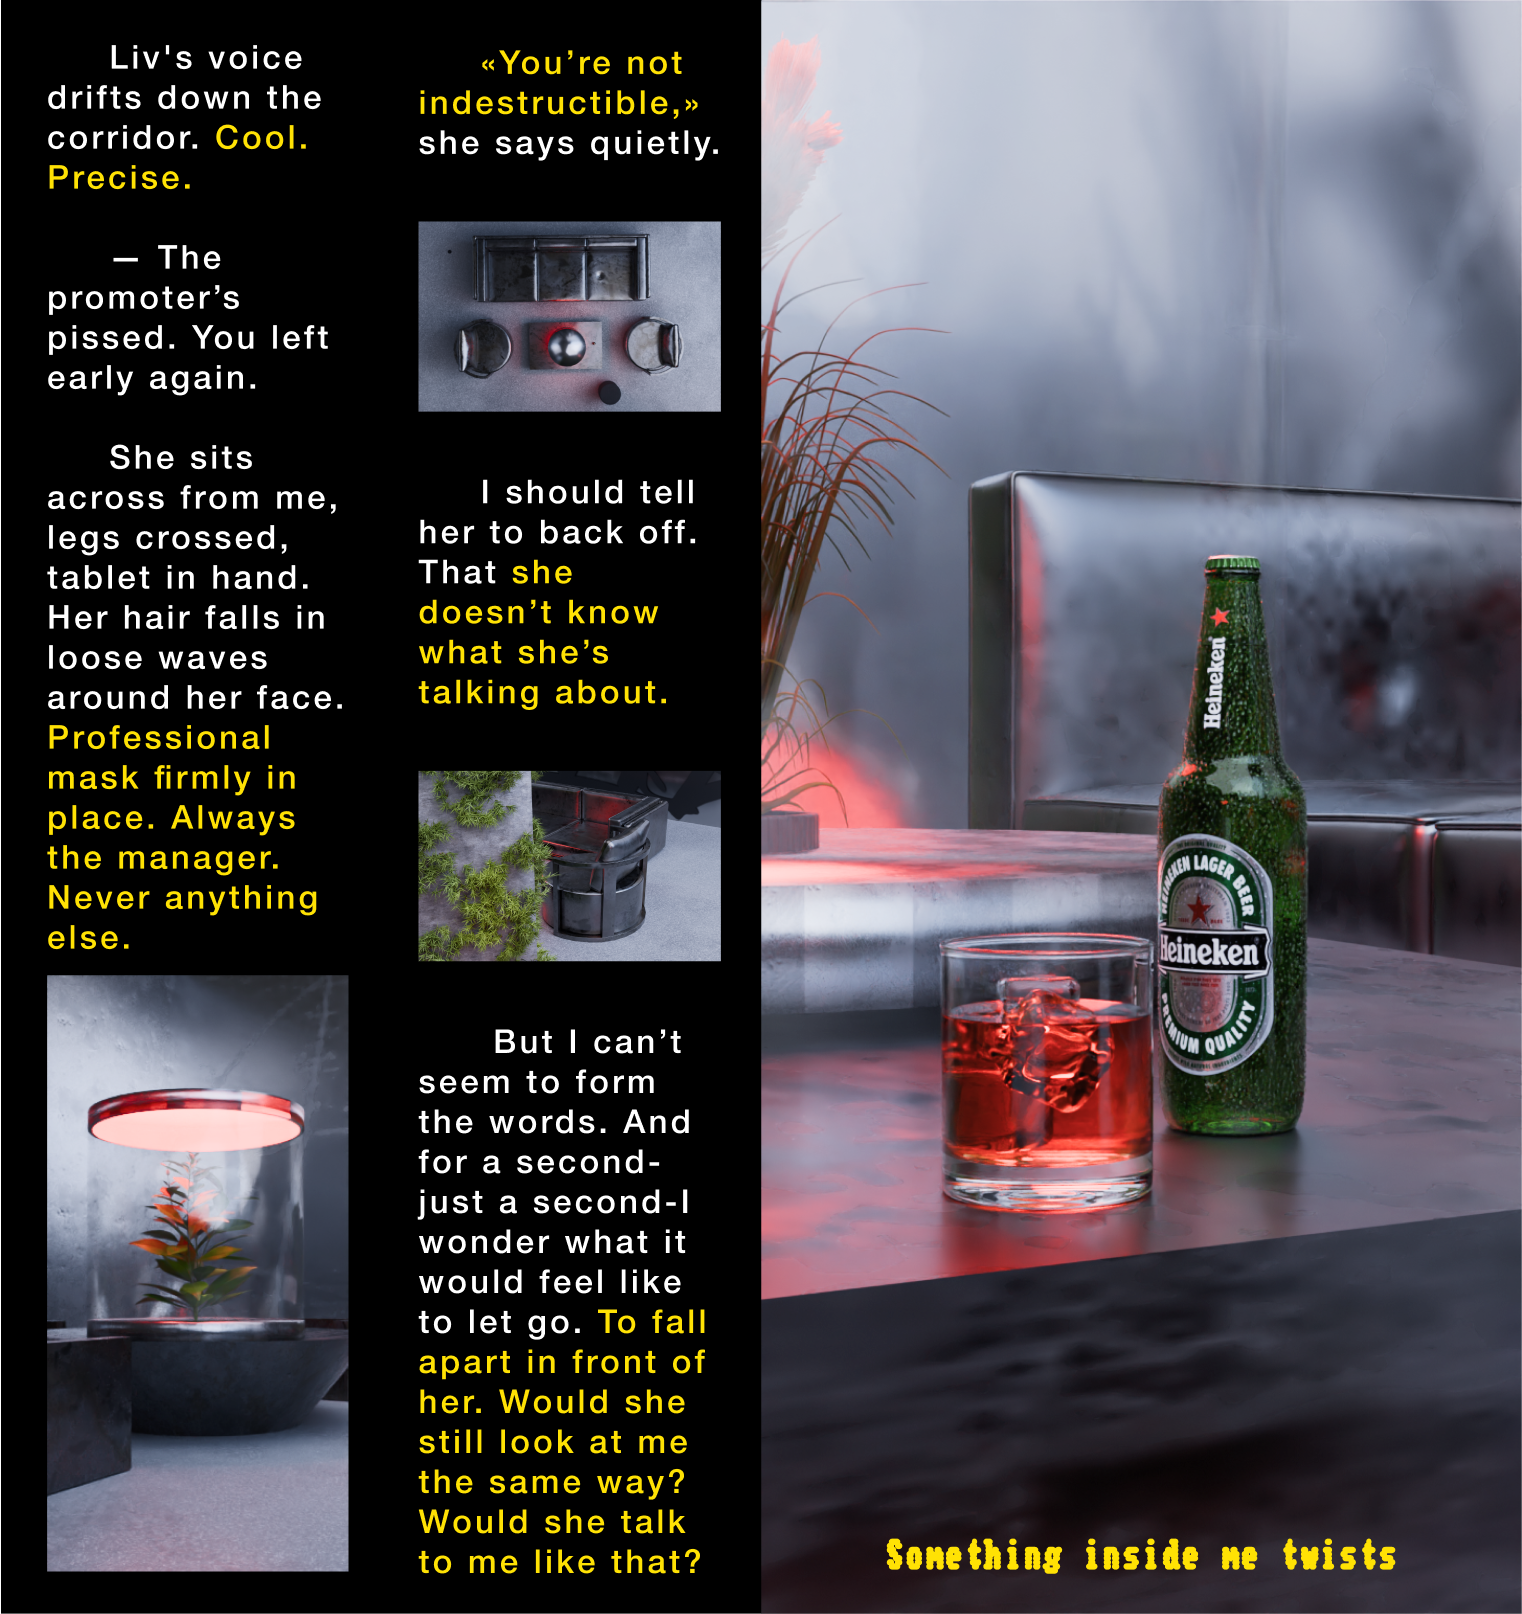 Liv's voice
drifts down the
corridor. Cool.
Precise.
— The
promoter’s
pissed. You left
early again.
She sits
across from me,
legs crossed,
tablet in hand.
Her hair falls in
loose waves
around her face.
Professional
mask firmly in
place. Always
the manager.
Never anything
else.
«You’re not
indestructible,»
she says quietly.
I should tell
her to back off.
That she
doesn’t know
what she’s
talking about.
But I can’t
seem to form
the words. And
for a second-
just a second-I
wonder what it
would feel like
to let go. To fall
apart in front of
her. Would she
still look at me
the same way?
Would she talk
to me like that?
Heineken
HEINEKEN LAGER BEER
Heineken
PREMIUM QUALITY
Something inside me twists